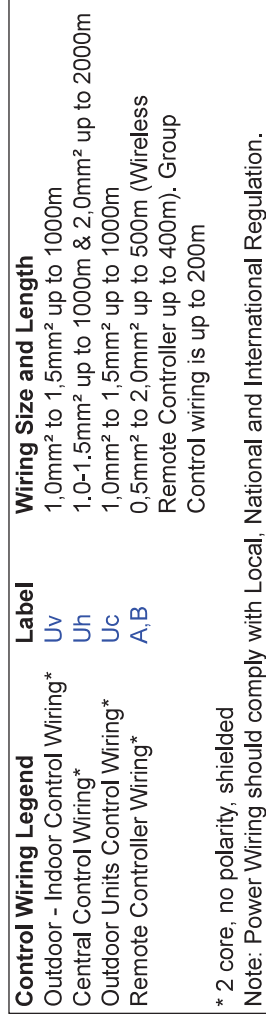 Control Wiring Legend Label Wiring Size and Length
Outdoor - Indoor Control Wiring* Uv 1,0mm² to 1,5mm² up to 1000m
Central Control Wiring* Uh 1.0-1.5mm² up to 1000m & 2,0mm² up to 2000m
Outdoor Units Control Wiring* Uc 1,0mm² to 1,5mm² up to 1000m
Remote Controller Wiring* A,B 0,5mm² to 2,0mm² up to 500m (Wireless
Remote Controller up to 400m). Group
Control wiring is up to 200m
* 2 core, no polarity, shielded
Note: Power Wiring should comply with Local, National and International Regulation.